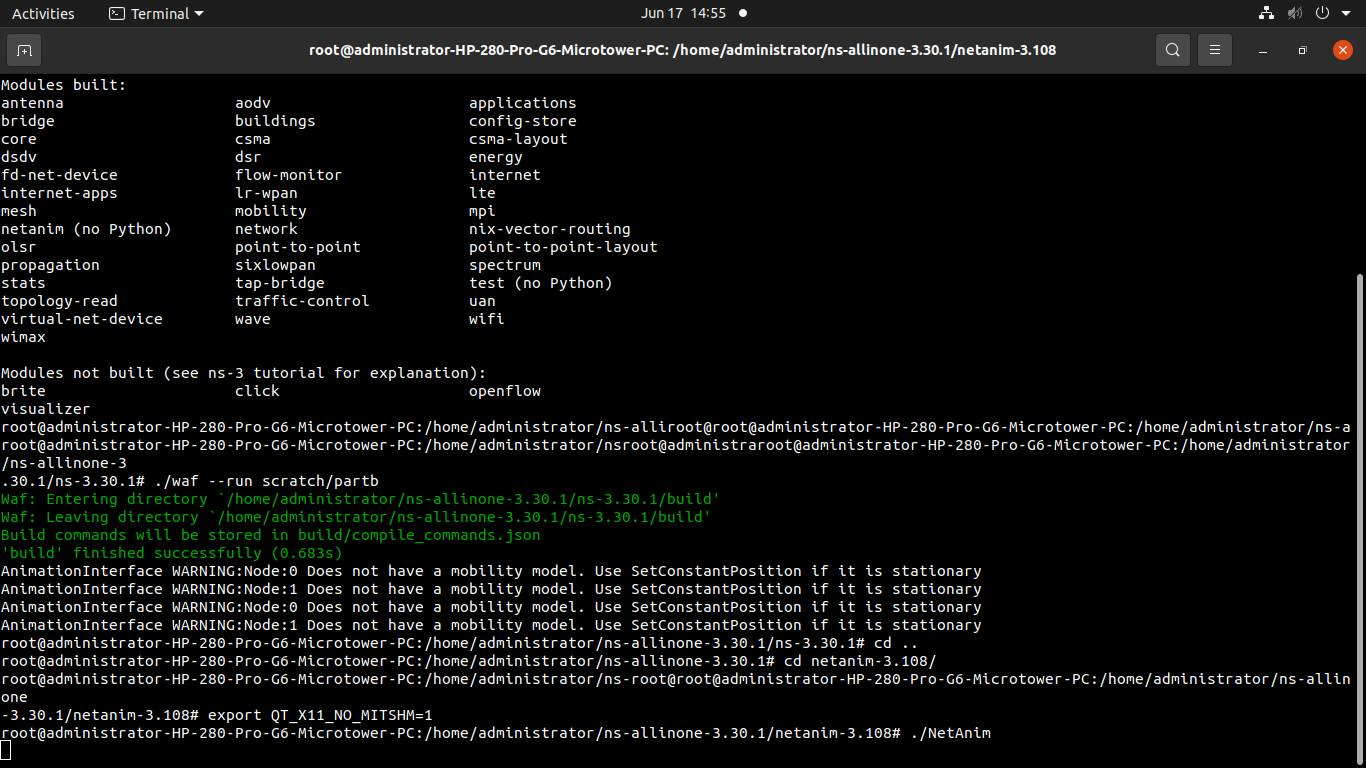 Activities Terminal Jun 17 14:55
root@administrator-HP-280-Pro-G6-Microtower-PC: /home/administrator/ns-allinone-3.30.1/netanim-3.108
Modules built:
antenna aodv applications
bridge buildings config-store
core csma csma-layout
dsdv dsr energy
fd-net-device flow-monitor internet
internet-apps lr-wpan lte
mesh mobility mpi
netanim (no Python) network nix-vector-routing
olsr point-to-point point-to-point-layout
propagation sixlowpan spectrum
stats tap-bridge test (no Python)
topology-read traffic-control uan
virtual-net-device wave wifi
wimax
Modules not built (see ns-3 tutorial for explanation):
brite click openflow
visualizer
root@administrator-HP-280-Pro-G6-Microtower-PC:/home/administrator/ns-alliroot@root@administrator-HP-280-Pro-G6-Microtower-PC:/home/administrator/ns-a
root@administrator-HP-280-Pro-G6-Microtower-PC:/home/administrator/nsroot@administraroot@administrator-HP-280-Pro-G6-Microtower-PC:/home/administrator
/ns-allinone-3
.30.1/ns-3.30.1# ./waf --run scratch/partb
Waf: Entering directory `/home/administrator/ns-allinone-3.30.1/ns-3.30.1/build'
Waf: Leaving directory `/home/administrator/ns-allinone-3.30.1/ns-3.30.1/build'
Build commands will be stored in build/compile_commands.json
'build' finished successfully (0.683s)
AnimationInterface WARNING:Node:0 Does not have a mobility model. Use SetConstantPosition if it is stationary
AnimationInterface WARNING:Node:1 Does not have a mobility model. Use SetConstantPosition if it is stationary
AnimationInterface WARNING:Node:0 Does not have a mobility model. Use SetConstantPosition if it is stationary
AnimationInterface WARNING:Node:1 Does not have a mobility model. Use SetConstantPosition if it is stationary
root@administrator-HP-280-Pro-G6-Microtower-PC:/home/administrator/ns-allinone-3.30.1/ns-3.30.1# cd ..
root@administrator-HP-280-Pro-G6-Microtower-PC:/home/administrator/ns-allinone-3.30.1# cd netanim-3.108/
root@administrator-HP-280-Pro-G6-Microtower-PC:/home/administrator/ns-root@root@administrator-HP-280-Pro-G6-Microtower-PC:/home/administrator/ns-allin
one
-3.30.1/netanim-3.108# export QT_X11_NO_MITSHM=1
root@administrator-HP-280-Pro-G6-Microtower-PC:/home/administrator/ns-allinone-3.30.1/netanim-3.108# ./NetAnim